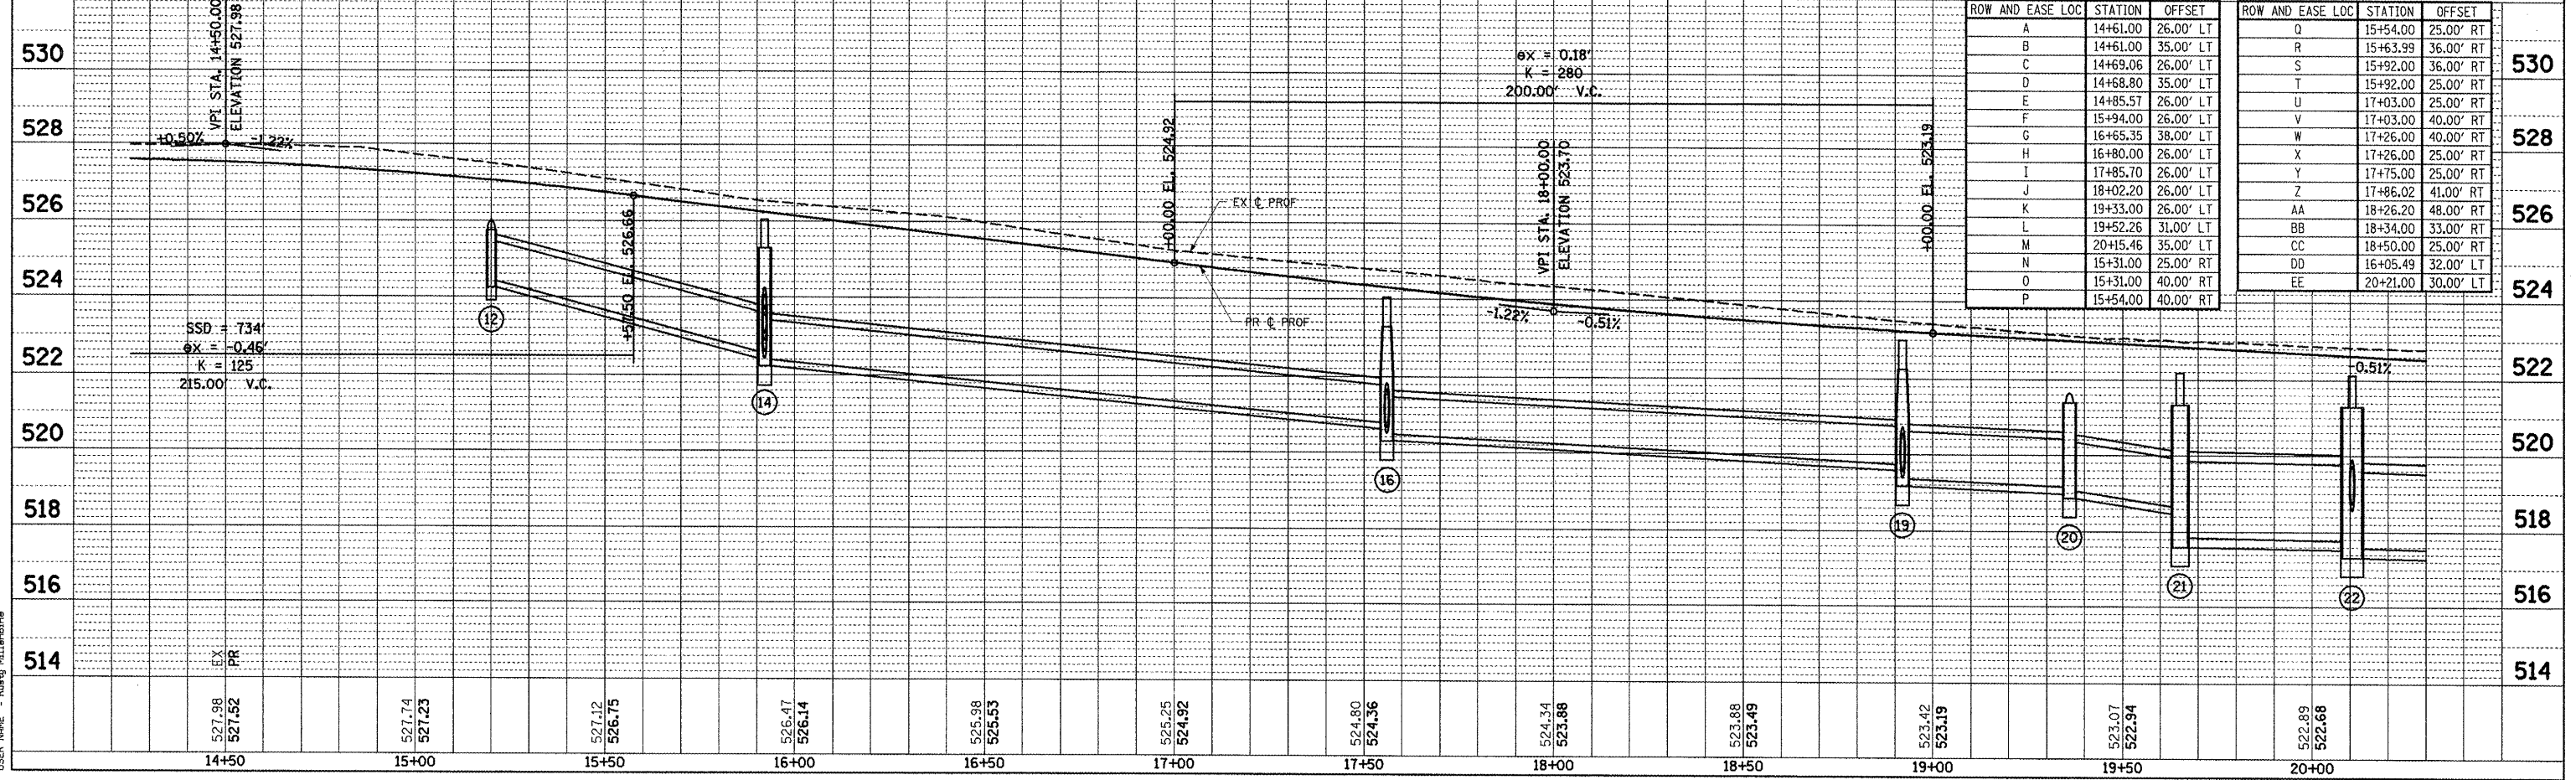 VPI STA. 14+50.00
ELEVATION 527.98
+0.50%
-1.22%
530
528
526
524
522
520
518
516
514
SSD = 734'
ex = -0.46'
K = 125
215.00' V.C.
+57.50 EL. 526.66
ex = 0.18'
K = 280
200.00' V.C.
+00.00 EL. 524.92
EX ℄ PROF
PR ℄ PROF
VPI STA. 18+00.00
ELEVATION 523.70
-1.22%
-0.51%
+00.00 EL. 523.19
-0.51%
12
14
16
19
20
21
22
ROW AND EASE LOC STATION OFFSET
A 14+61.00 26.00' LT
B 14+61.00 35.00' LT
C 14+69.06 26.00' LT
D 14+68.80 35.00' LT
E 14+85.57 26.00' LT
F 15+94.00 26.00' LT
G 16+65.35 38.00' LT
H 16+80.00 26.00' LT
I 17+85.70 26.00' LT
J 18+02.20 26.00' LT
K 19+33.00 26.00' LT
L 19+52.26 31.00' LT
M 20+15.46 35.00' LT
N 15+31.00 25.00' RT
O 15+31.00 40.00' RT
P 15+54.00 40.00' RT
ROW AND EASE LOC STATION OFFSET
Q 15+54.00 25.00' RT
R 15+63.99 36.00' RT
S 15+92.00 36.00' RT
T 15+92.00 25.00' RT
U 17+03.00 25.00' RT
V 17+03.00 40.00' RT
W 17+26.00 40.00' RT
X 17+26.00 25.00' RT
Y 17+75.00 25.00' RT
Z 17+86.02 41.00' RT
AA 18+26.20 48.00' RT
BB 18+34.00 33.00' RT
CC 18+50.00 25.00' RT
DD 16+05.49 32.00' LT
EE 20+21.00 30.00' LT
530
528
526
524
522
520
518
516
514
EX
PR
527.98
527.52
527.74
527.23
527.12
526.75
526.47
526.14
525.98
525.53
525.25
524.92
524.80
524.36
524.34
523.88
523.88
523.49
523.42
523.19
523.07
522.94
522.89
522.68
14+50
15+00
15+50
16+00
16+50
17+00
17+50
18+00
18+50
19+00
19+50
20+00